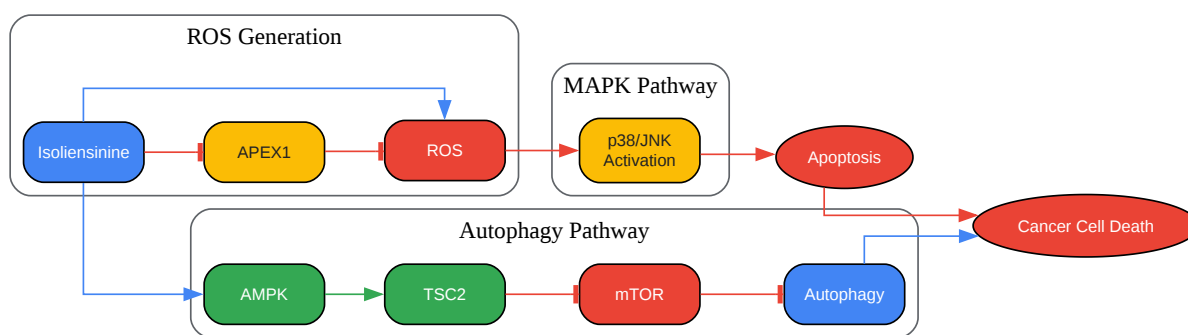 ROS Generation
MAPK Pathway
Isoliensinine
APEX1
ROS
p38/JNK
Activation
Apoptosis
Cancer Cell Death
Autophagy Pathway
AMPK
TSC2
mTOR
Autophagy